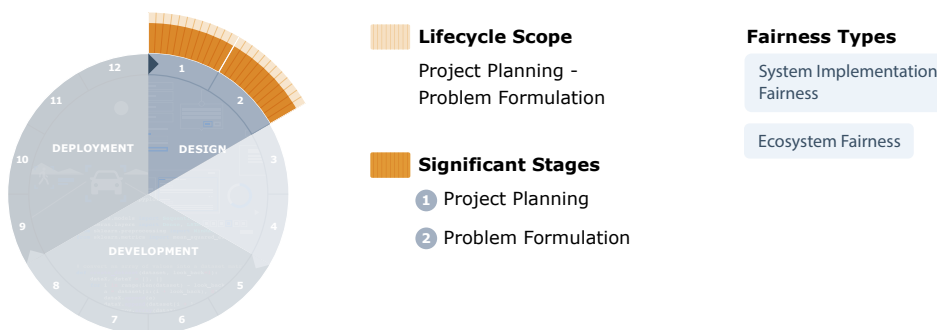 12
1
11
2
10
DEPLOYMENT
DESIGN
3
9
4
DEVELOPMENT
8
5
7
6
Lifecycle Scope
Project Planning -
Problem Formulation
Significant Stages
1 Project Planning
2 Problem Formulation
Fairness Types
System Implementation
Fairness
Ecosystem Fairness